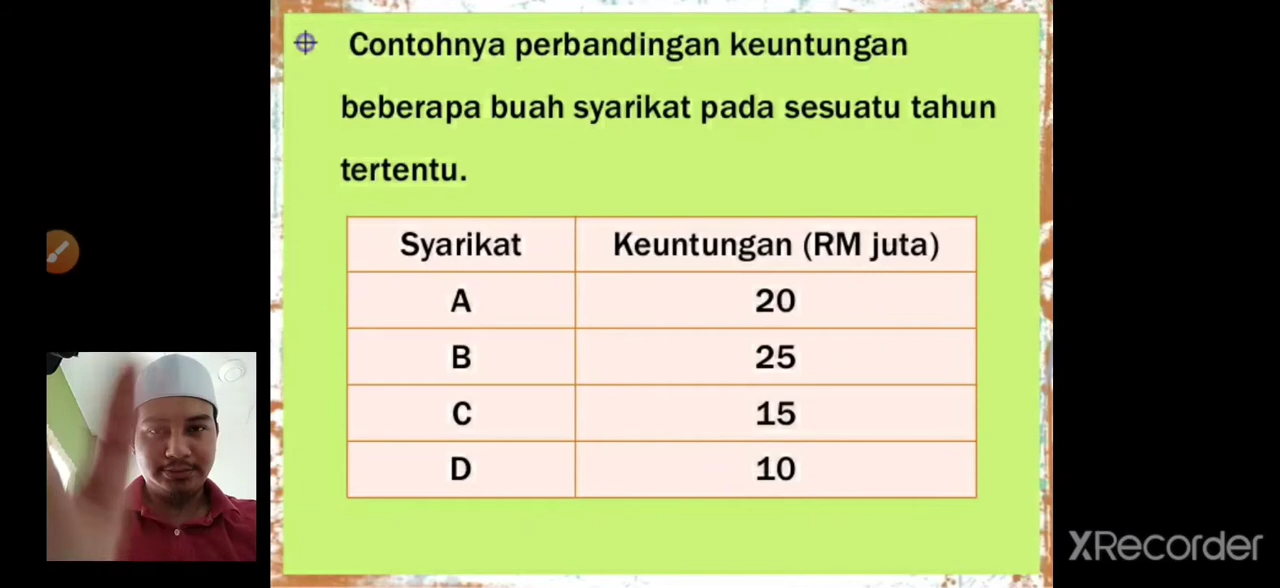 Contohnya perbandingan keuntungan
beberapa buah syarikat pada sesuatu tahun
tertentu.
Syarikat Keuntungan (RM juta)
A 20
B 25
C 15
D 10
XRecorder